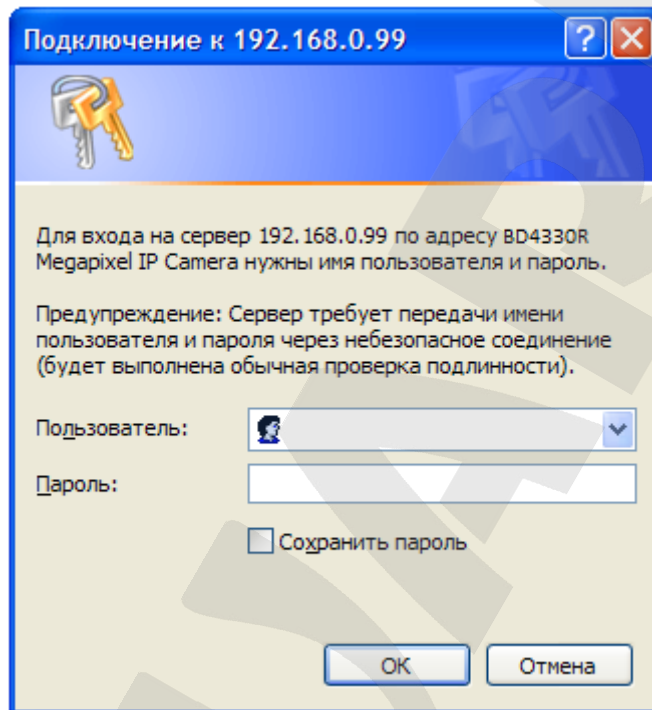 Подключение к 192.168.0.99
Для входа на сервер 192.168.0.99 по адресу BD4330R
Megapixel IP Camera нужны имя пользователя и пароль.
Предупреждение: Сервер требует передачи имени
пользователя и пароля через небезопасное соединение
(будет выполнена обычная проверка подлинности).
Пользователь:
Пароль:
Сохранить пароль
ОК
Отмена